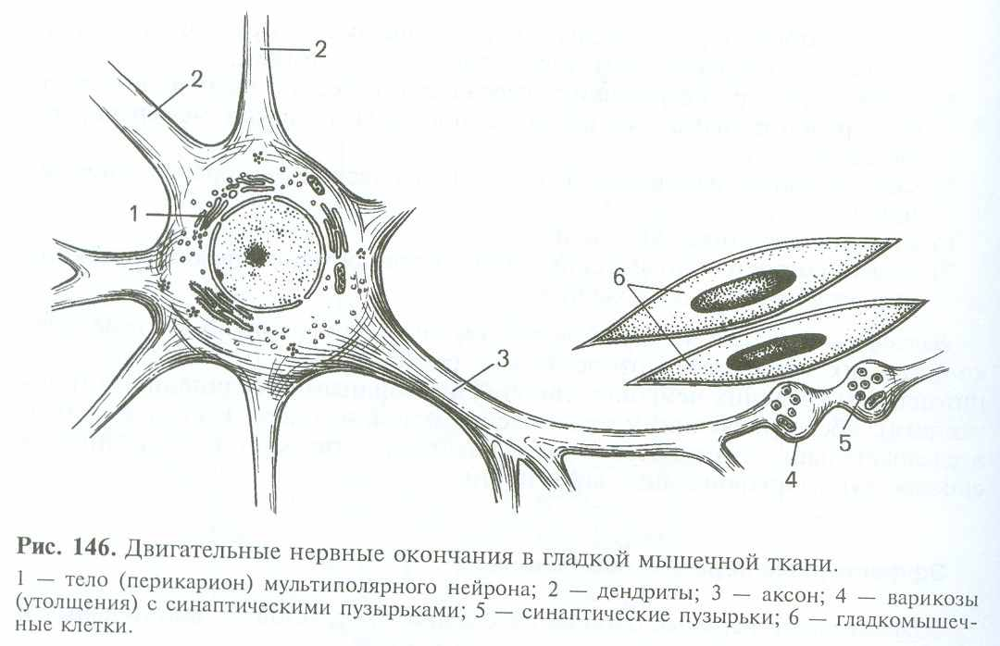 2
2
1
6
3
5
4
Рис. 146. Двигательные нервные окончания в гладкой мышечной ткани.
1 — тело (перикарион) мультиполярного нейрона; 2 — дендриты; 3 — аксон; 4 — варикозы
(утолщения) с синаптическими пузырьками; 5 — синаптические пузырьки; 6 — гладкомышеч-
ные клетки.